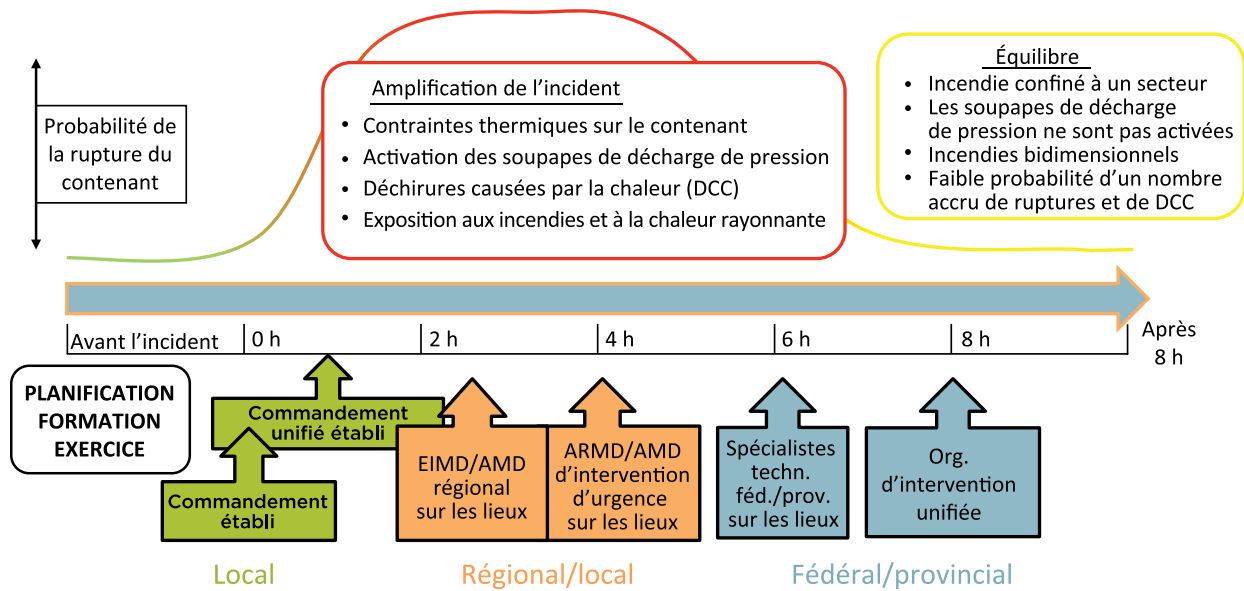 Probabilité de
la rupture du
contenant
Amplification de l’incident
• Contraintes thermiques sur le contenant
• Activation des soupapes de décharge de pression
• Déchirures causées par la chaleur (DCC)
• Exposition aux incendies et à la chaleur rayonnante
Équilibre
• Incendie confiné à un secteur
• Les soupapes de décharge
de pression ne sont pas activées
• Incendies bidimensionnels
• Faible probabilité d’un nombre
accru de ruptures et de DCC
Avant l’incident
0 h
2 h
4 h
6 h
8 h
Après
8 h
PLANIFICATION
FORMATION
EXERCICE
Commandement
unifié établi
Commandement
établi
EIMD/AMD
régional
sur les lieux
ARMD/AMD
d’intervention
d’urgence
sur les lieux
Spécialistes
techn.
féd./prov.
sur les lieux
Org.
d’intervention
unifiée
Local
Régional/local
Fédéral/provincial